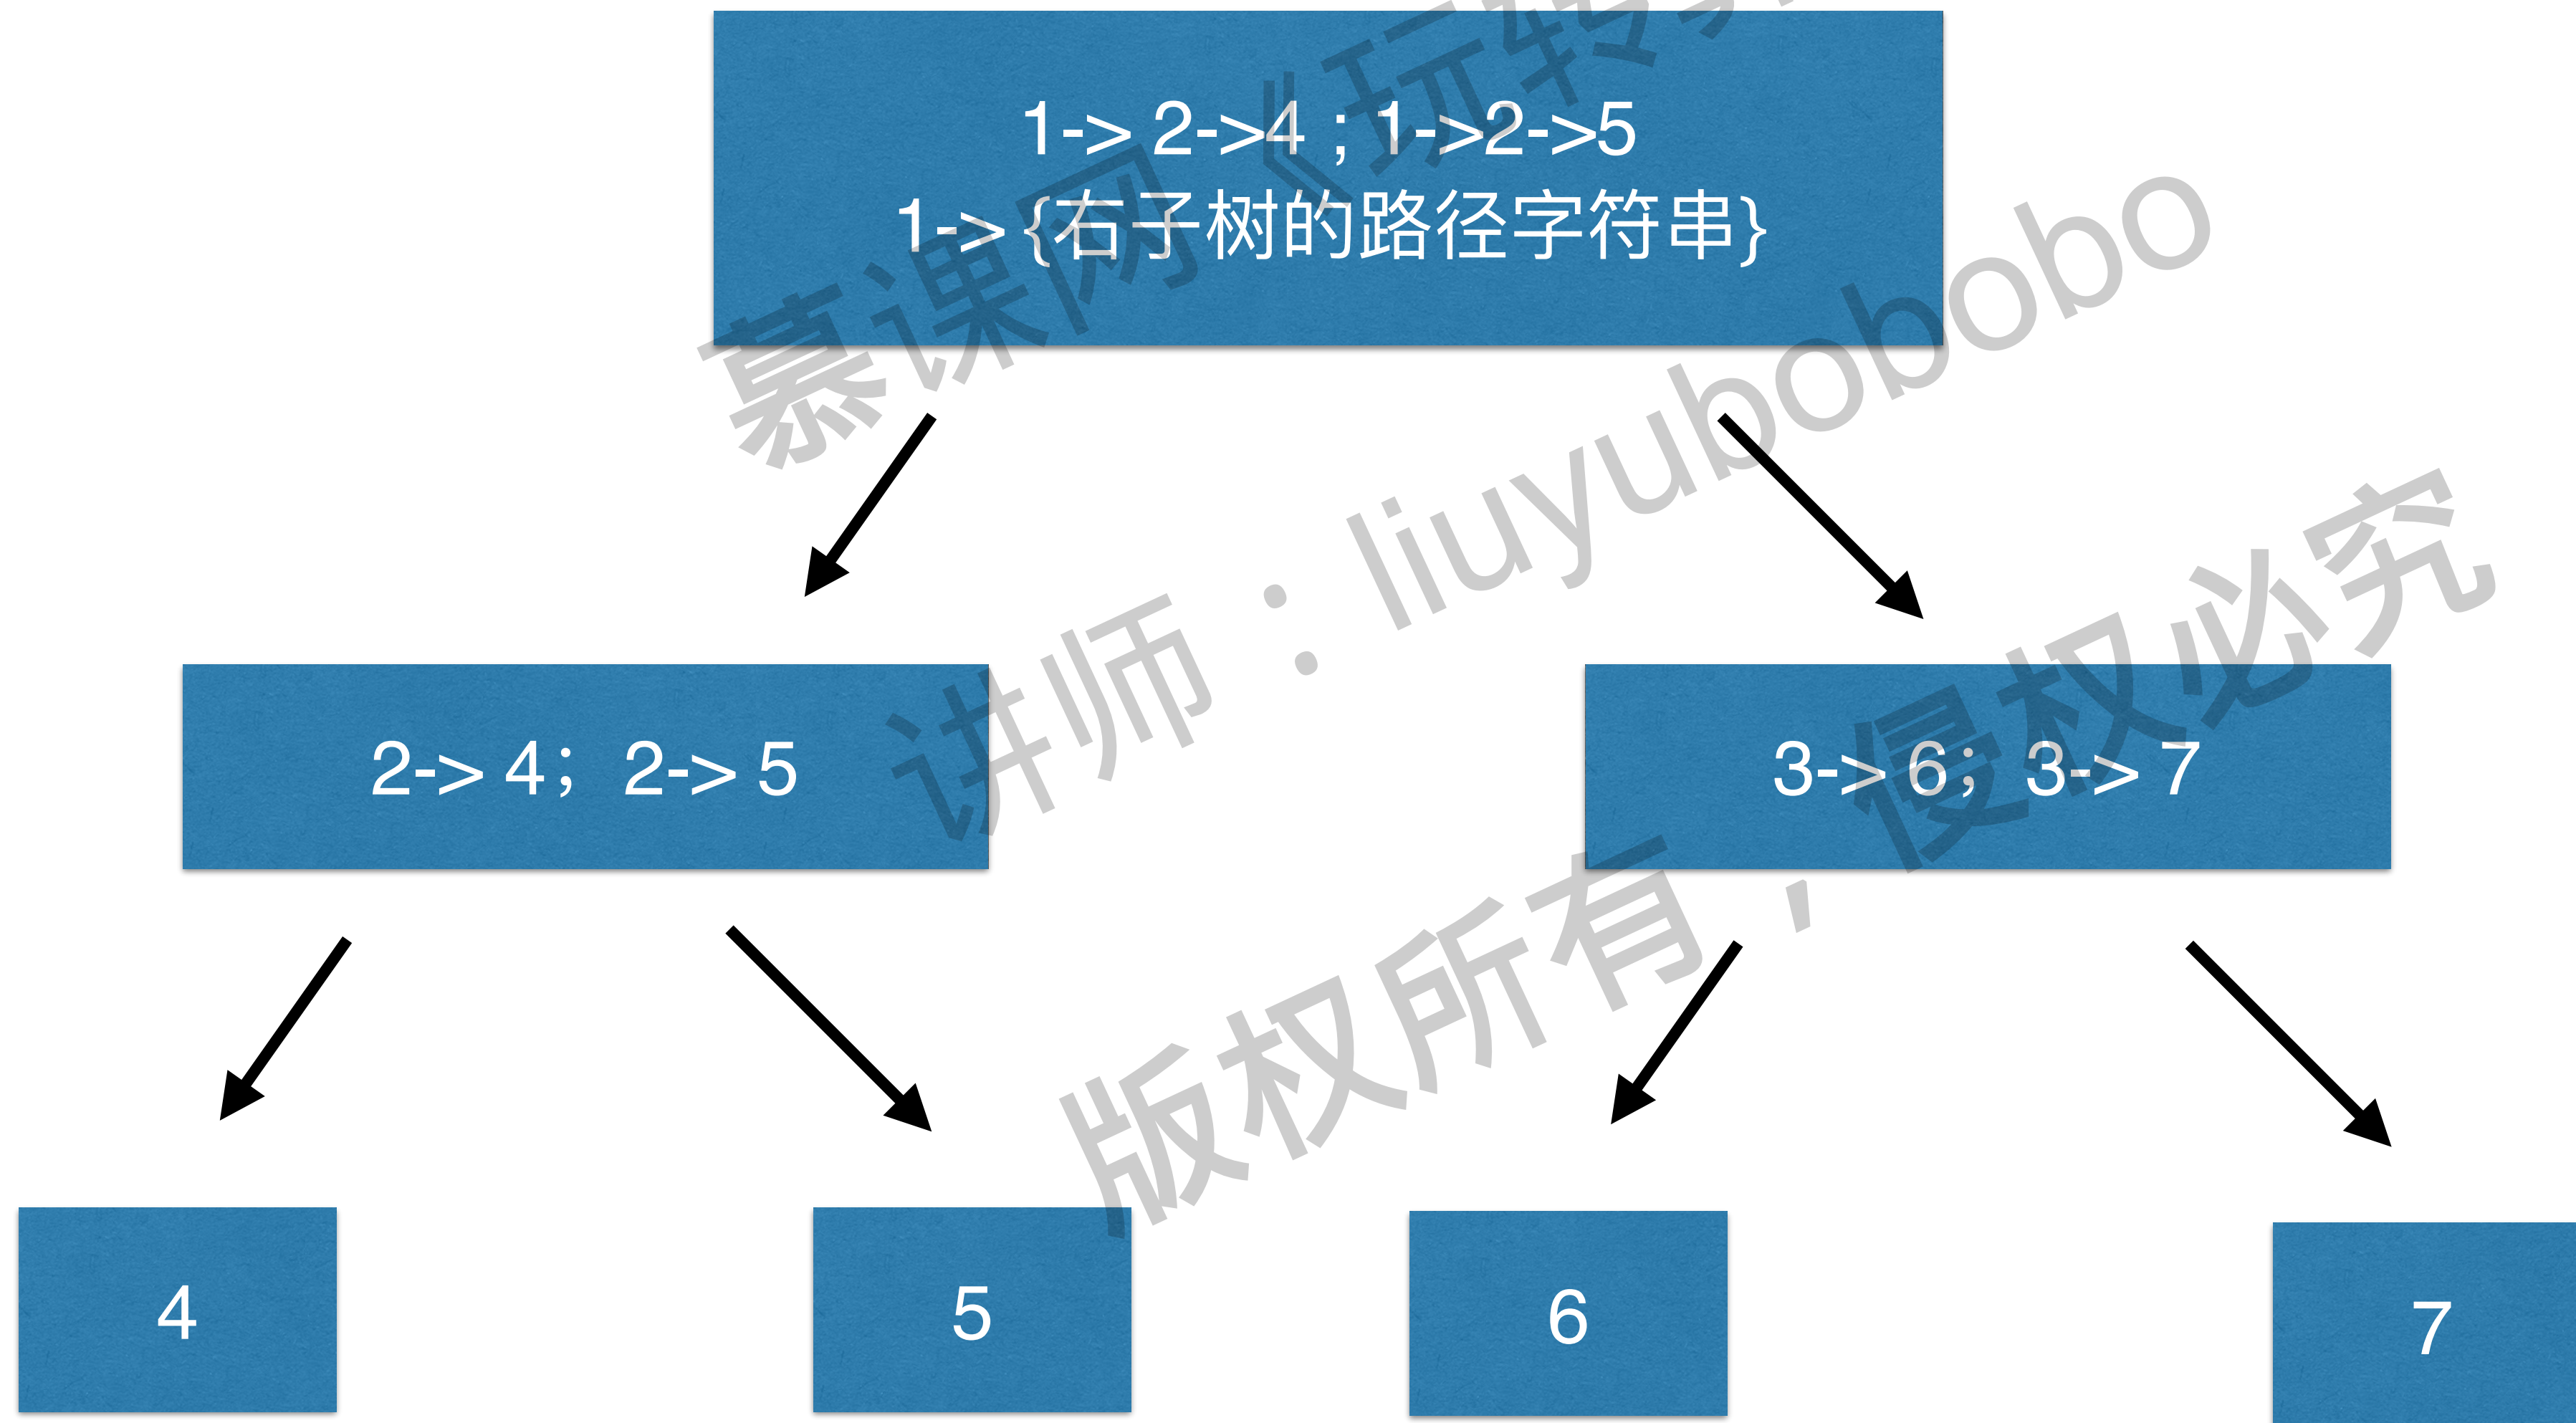 1-> 2->4 ; 1->2->5
1-> {右子树的路径字符串}
2-> 4；2-> 5
3-> 6；3-> 7
4
5
6
7
慕课网《玩转
讲师：liuyubobobo
版权所有，侵权必究